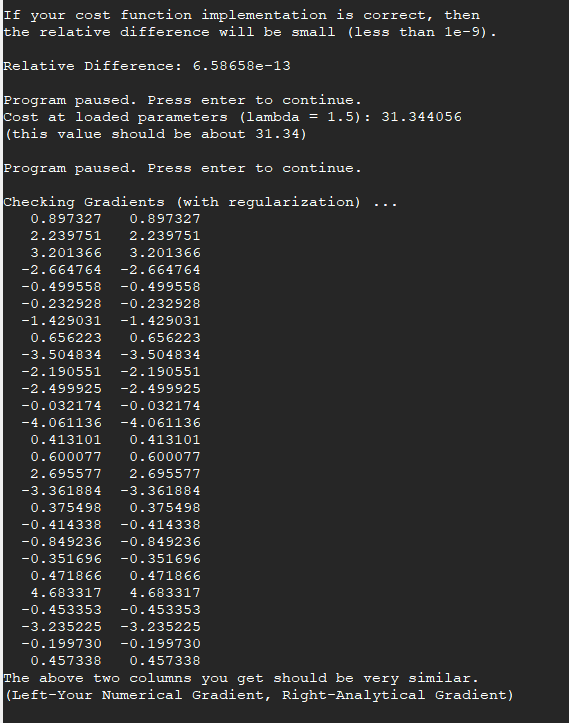 If your cost function implementation is correct, then
the relative difference will be small (less than 1e-9).
Relative Difference: 6.58658e-13
Program paused. Press enter to continue.
Cost at loaded parameters (lambda = 1.5): 31.344056
(this value should be about 31.34)
Program paused. Press enter to continue.
Checking Gradients (with regularization) ...
0.897327 0.897327
2.239751 2.239751
3.201366 3.201366
-2.664764 -2.664764
-0.499558 -0.499558
-0.232928 -0.232928
-1.429031 -1.429031
0.656223 0.656223
-3.504834 -3.504834
-2.190551 -2.190551
-2.499925 -2.499925
-0.032174 -0.032174
-4.061136 -4.061136
0.413101 0.413101
0.600077 0.600077
2.695577 2.695577
-3.361884 -3.361884
0.375498 0.375498
-0.414338 -0.414338
-0.849236 -0.849236
-0.351696 -0.351696
0.471866 0.471866
4.683317 4.683317
-0.453353 -0.453353
-3.235225 -3.235225
-0.199730 -0.199730
0.457338 0.457338
The above two columns you get should be very similar.
(Left-Your Numerical Gradient, Right-Analytical Gradient)